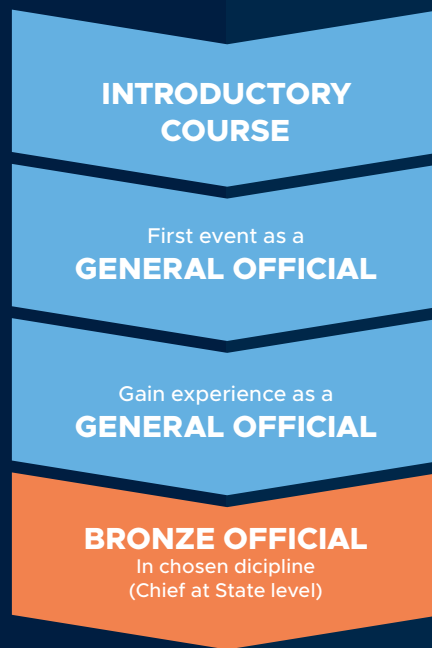 INTRODUCTORY
COURSE
First event as a
GENERAL OFFICIAL
Gain experience as a
GENERAL OFFICIAL
BRONZE OFFICIAL
In chosen dicipline
(Chief at State level)